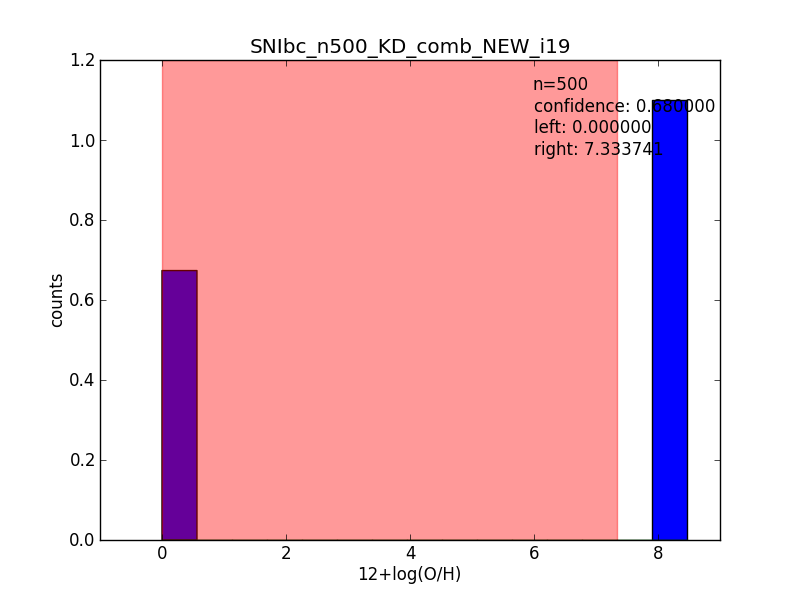 SNIbc_n500_KD_comb_NEW_i19
1.2
1.0
0.8
0.6
0.4
0.2
0.0
counts
n=500
confidence: 0.680000
left: 0.000000
right: 7.333741
0 2 4 6 8
12+log(O/H)